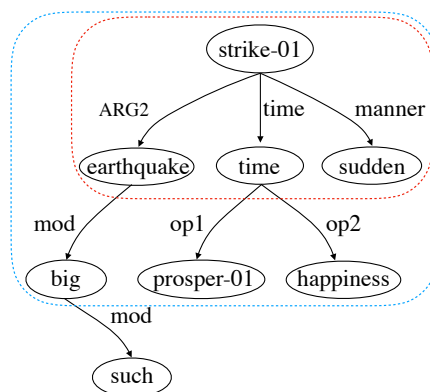 strike-01
ARG2 time manner
earthquake time sudden
mod op1 op2
big prosper-01 happiness
mod
such